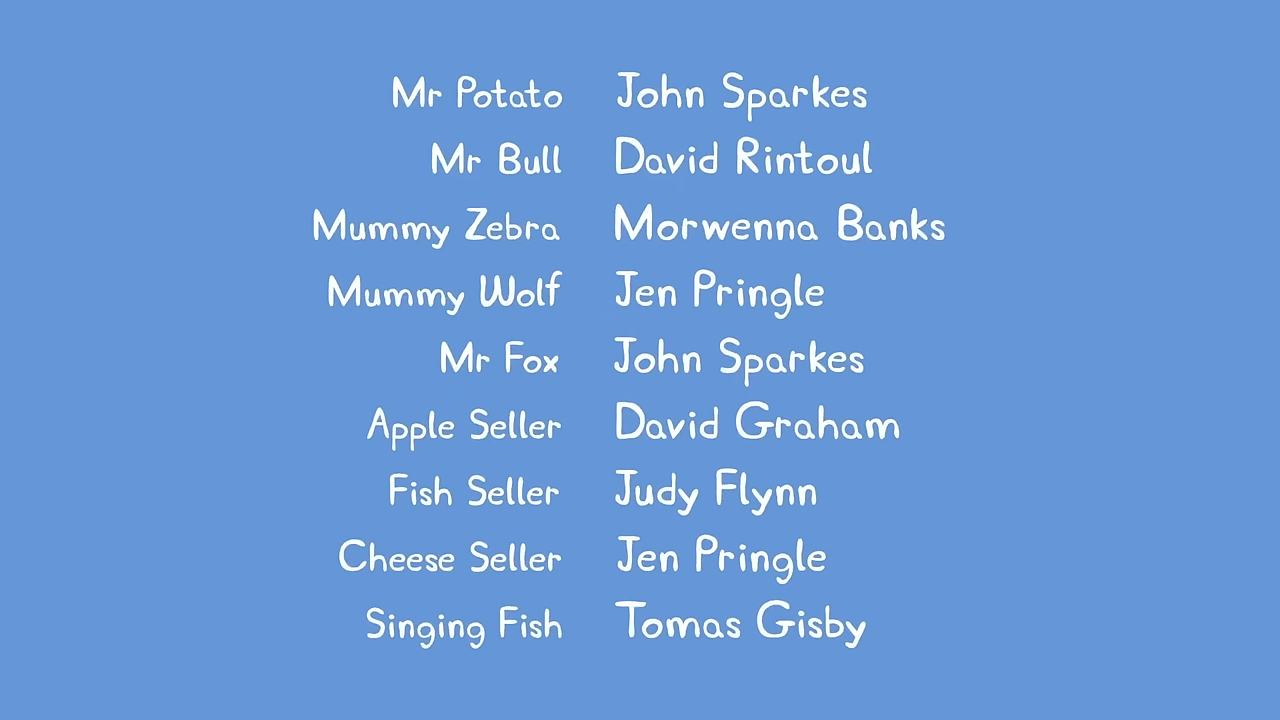 Mr Potato John Sparkes
Mr Bull David Rintoul
Mummy Zebra Morwenna Banks
Mummy Wolf Jen Pringle
Mr Fox John Sparkes
Apple Seller David Graham
Fish Seller Judy Flynn
Cheese Seller Jen Pringle
Singing Fish Tomas Gisby